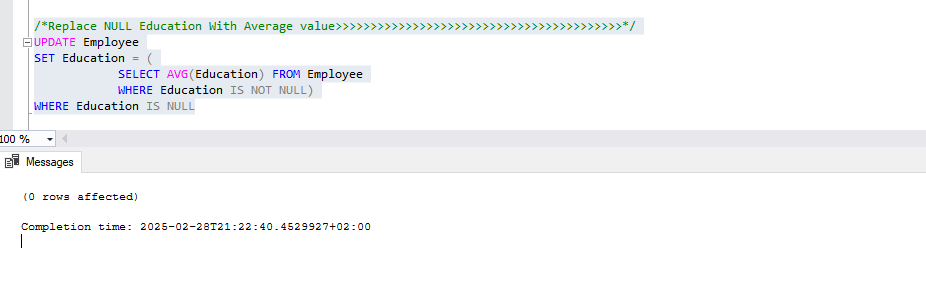 /*Replace NULL Education With Average value>>>>>>>>>>>>>>>>>>>>>>>>>>>>>>>>>>>>>>>>>*/
UPDATE Employee
SET Education = (
SELECT AVG(Education) FROM Employee
WHERE Education IS NOT NULL)
WHERE Education IS NULL
100 %
Messages
(0 rows affected)
Completion time: 2025-02-28T21:22:40.4529927+02:00